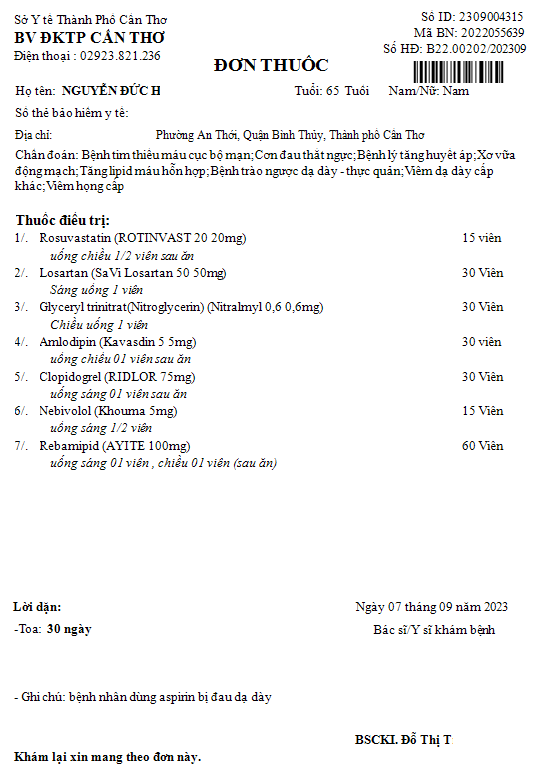 Sở Y tế Thành Phố Cần Thơ
BV ĐKTP CẦN THƠ
Điện thoại : 02923.821.236
Số ID: 2309004315
Mã BN: 2022055639
Số HĐ: B22.00202/202309
ĐƠN THUỐC
Họ tên: NGUYỄN ĐỨC H Tuổi: 65 Tuổi Nam/Nữ: Nam
Số thẻ bảo hiểm y tế:
Địa chỉ: Phường An Thới, Quận Bình Thủy, Thành phố Cần Thơ
Chẩn đoán: Bệnh tim thiếu máu cục bộ mạn;Cơn đau thắt ngực;Bệnh lý tăng huyết áp;Xơ vữa
động mạch;Tăng lipid máu hỗn hợp;Bệnh trào ngược dạ dày - thực quản;Viêm dạ dày cấp
khác;Viêm họng cấp
Thuốc điều trị:
1/. Rosuvastatin (ROTINVAST 20 20mg) 15 viên
uống chiều 1/2 viên sau ăn
2/. Losartan (SaVi Losartan 50 50mg) 30 Viên
Sáng uống 1 viên
3/. Glyceryl trinitrat(Nitroglycerin) (Nitralmyl 0,6 0,6mg) 30 Viên
Chiều uống 1 viên
4/. Amlodipin (Kavasdin 5 5mg) 30 viên
uống chiều 01 viên sau ăn
5/. Clopidogrel (RIDLOR 75mg) 30 Viên
uống sáng 01 viên sau ăn
6/. Nebivolol (Khouma 5mg) 15 Viên
uống sáng 1/2 viên
7/. Rebamipid (AYITE 100mg) 60 Viên
uống sáng 01 viên , chiều 01 viên (sau ăn)
Lời dặn: Ngày 07 tháng 09 năm 2023
-Toa: 30 ngày Bác sĩ/Y sĩ khám bệnh
- Ghi chú: bệnh nhân dùng aspirin bị đau dạ dày
BSCKI. Đỗ Thị T
Khám lại xin mang theo đơn này.